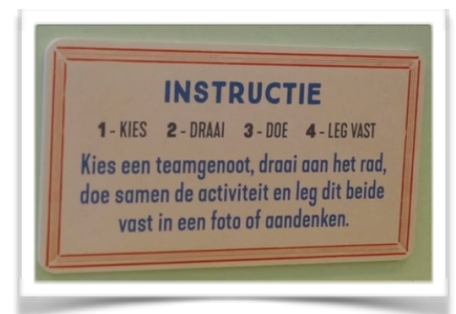 INSTRUCTIE
1 - KIES 2 - DRAAI 3 - DOE 4 - LEG VAST
Kies een teamgenoot, draai aan het rad,
doe samen de activiteit en leg dit beide
vast in een foto of aandenken.